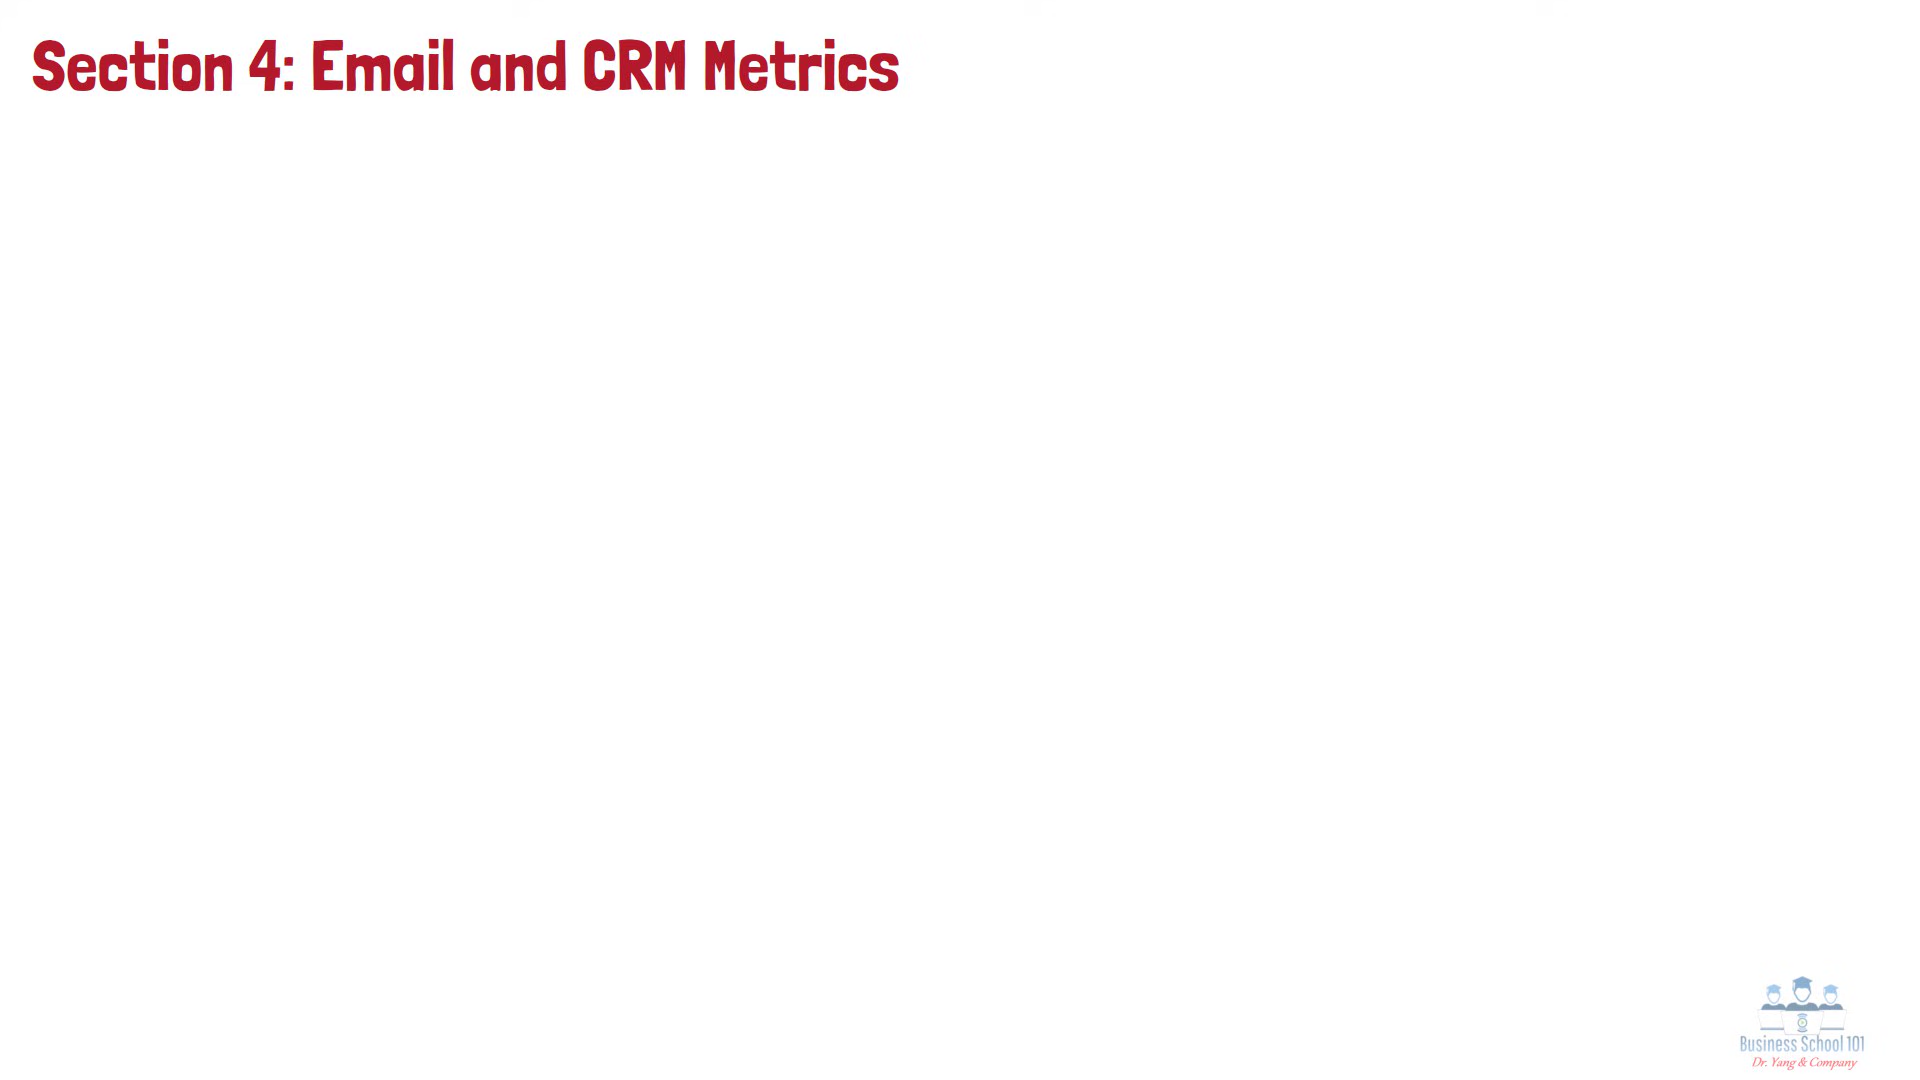 Section 4: Email and CRM Metrics
Business School 101
Dr. Yang & Company